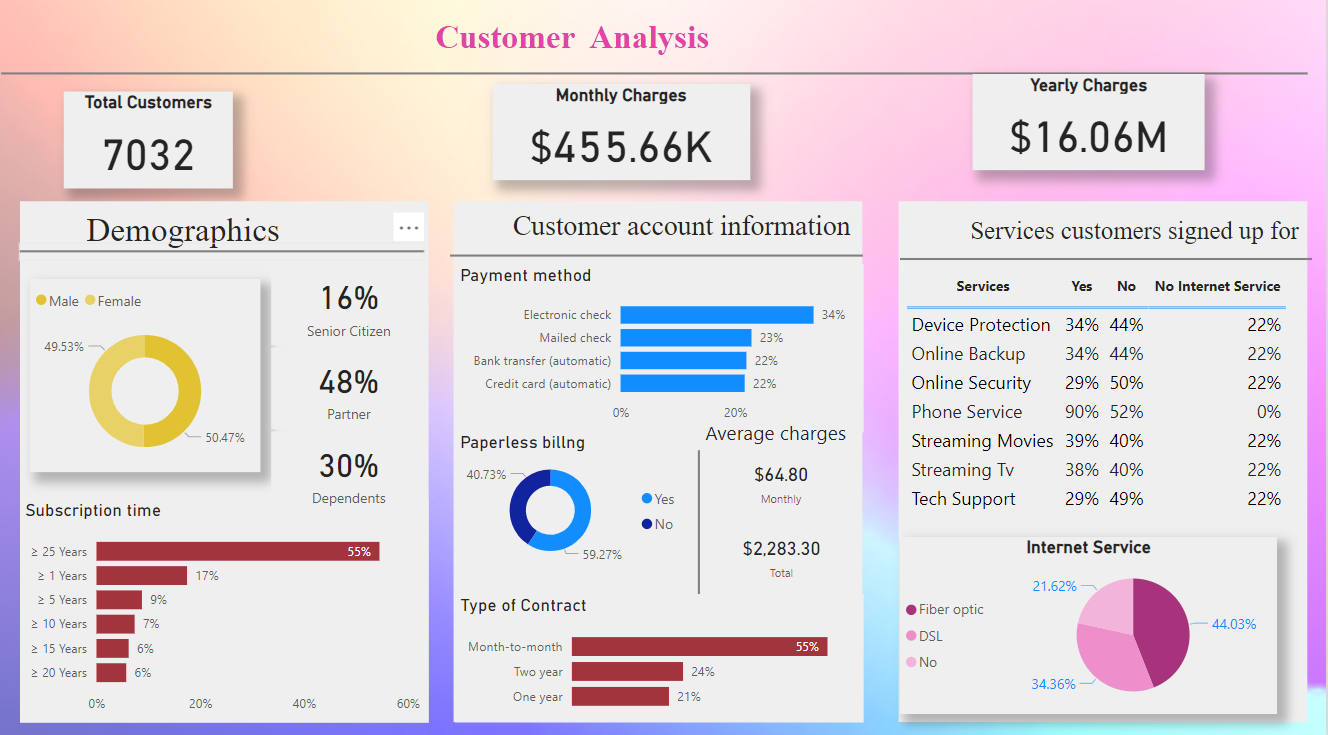 Customer Analysis
Total Customers
7032
Monthly Charges
$455.66K
Yearly Charges
$16.06M
Demographics
Male Female
49.53%
50.47%
16%
Senior Citizen
48%
Partner
30%
Dependents
Subscription time
≥ 25 Years 55%
≥ 1 Years 17%
≥ 5 Years 9%
≥ 10 Years 7%
≥ 15 Years 6%
≥ 20 Years 6%
0% 20% 40% 60%
Customer account information
Payment method
Electronic check 34%
Mailed check 23%
Bank transfer (automatic) 22%
Credit card (automatic) 22%
0% 20%
Paperless billng
40.73%
59.27%
Yes
No
Average charges
$64.80
Monthly
$2,283.30
Total
Type of Contract
Month-to-month 55%
Two year 24%
One year 21%
Services customers signed up for
Services Yes No No Internet Service
Device Protection 34% 44% 22%
Online Backup 34% 44% 22%
Online Security 29% 50% 22%
Phone Service 90% 52% 0%
Streaming Movies 39% 40% 22%
Streaming Tv 38% 40% 22%
Tech Support 29% 49% 22%
Internet Service
Fiber optic
DSL
No
21.62%
44.03%
34.36%